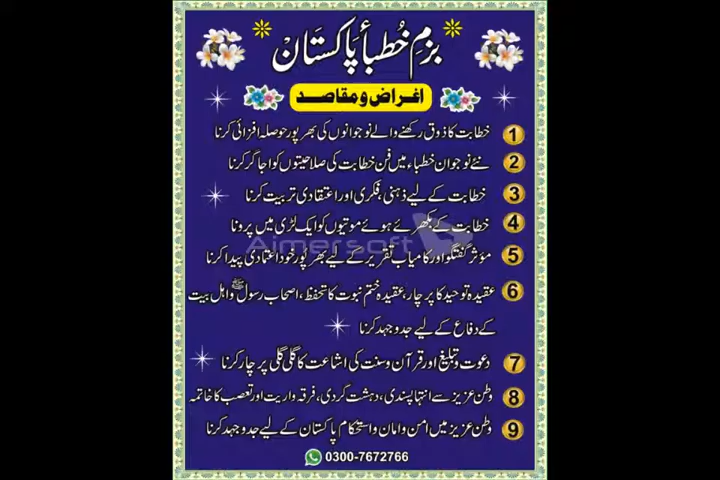 بزمِ خُطبأ پاکستان
اغراض و مقاصد
1 خطابت کا ذوق رکھنے والے نوجوانوں کی بھرپور حوصلہ افزائی کرنا
2 نئے نوجوان خطباء میں فن خطابت کی صلاحیتوں کو اجاگر کرنا
3 خطابت کے لیے ذہنی، فکری اور اعتقادی تربیت کرنا
4 خطابت کے بکھرے ہوئے موتیوں کو ایک لڑی میں پرونا
Aimersoft
5 مؤثر گفتگو اور کامیاب تقریر کے لیے بھرپور خود اعتمادی پیدا کرنا
6 عقیدہ توحید کا پرچار، عقیدہ ختم نبوت کا تحفظ، اصحاب رسولﷺ و اہل بیت
کے دفاع کے لیے جدوجہد کرنا
7 دعوت و تبلیغ اور قرآن و سنت کی اشاعت کا گلی گلی پرچار کرنا
8 وطن عزیز سے انتہا پسندی، دہشت گردی، فرقہ واریت اور تعصب کا خاتمہ
9 وطن عزیز میں امن و امان و استحکام پاکستان کے لیے جدوجہد کرنا
0300-7672766